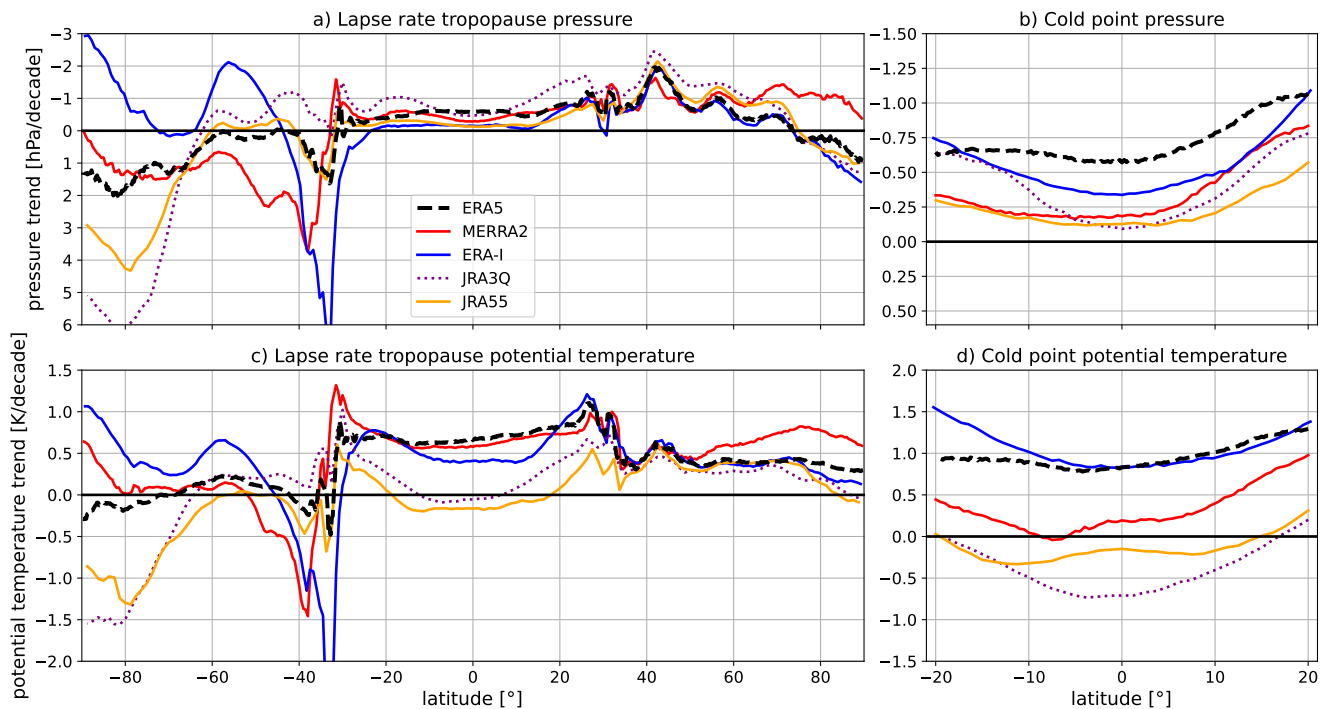 a) Lapse rate tropopause pressure
b) Cold point pressure
pressure trend [hPa/decade]
−3
−2
−1
0
1
2
3
4
5
6
ERA5
MERRA2
ERA-I
JRA3Q
JRA55
−1.50
−1.25
−1.00
−0.75
−0.50
−0.25
0.00
0.25
0.50
c) Lapse rate tropopause potential temperature
d) Cold point potential temperature
potential temperature trend [K/decade]
1.5
1.0
0.5
0.0
−0.5
−1.0
−1.5
−2.0
−80 −60 −40 −20 0 20 40 60 80
latitude [°]
2.0
1.5
1.0
0.5
0.0
−0.5
−1.0
−1.5
−20 −10 0 10 20
latitude [°]